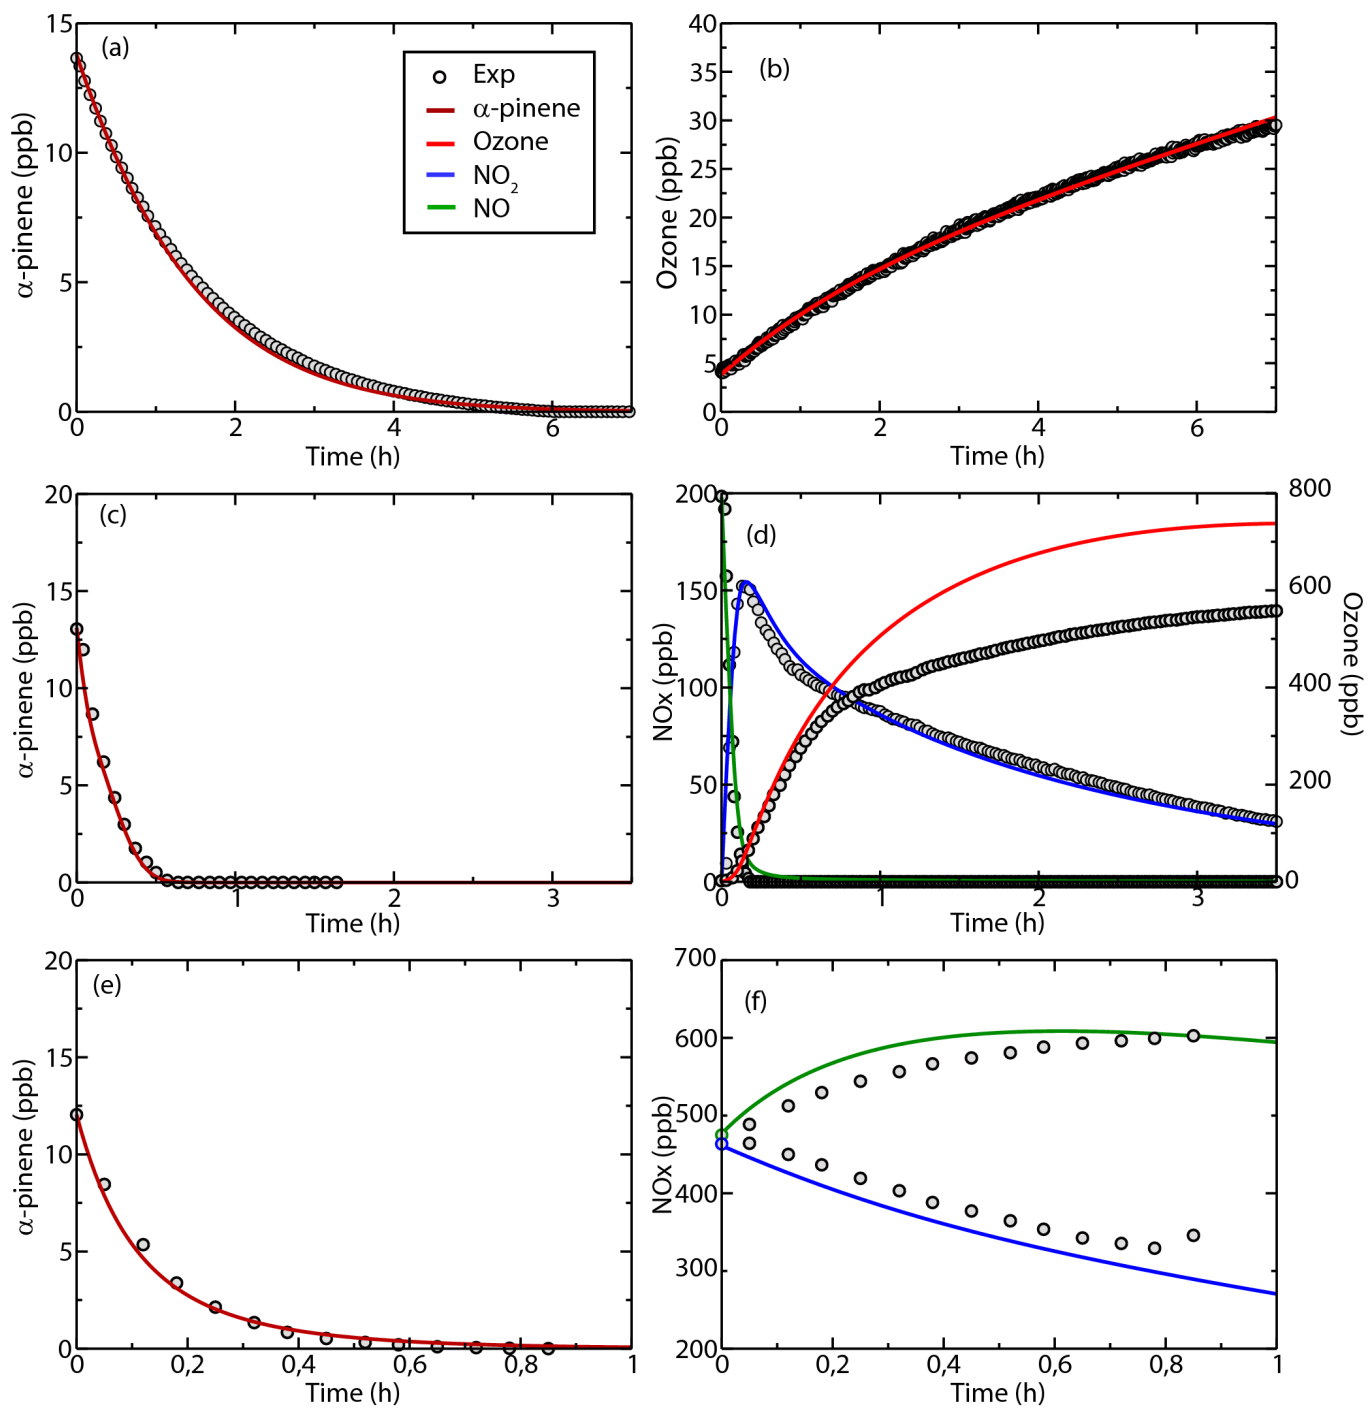 15
10
5
0
α-pinene (ppb)
(a)
Exp
α-pinene
Ozone
NO2
NO
0 2 4 6
Time (h)
40
35
30
25
20
15
10
5
0
Ozone (ppb)
(b)
0 2 4 6
Time (h)
20
15
10
5
0
α-pinene (ppb)
(c)
0 1 2 3
Time (h)
200
150
100
50
0
NOx (ppb)
(d)
800
600
400
200
0
Ozone (ppb)
0 1 2 3
Time (h)
20
15
10
5
0
α-pinene (ppb)
(e)
0 0,2 0,4 0,6 0,8 1
Time (h)
700
600
500
400
300
200
NOx (ppb)
(f)
0 0,2 0,4 0,6 0,8 1
Time (h)